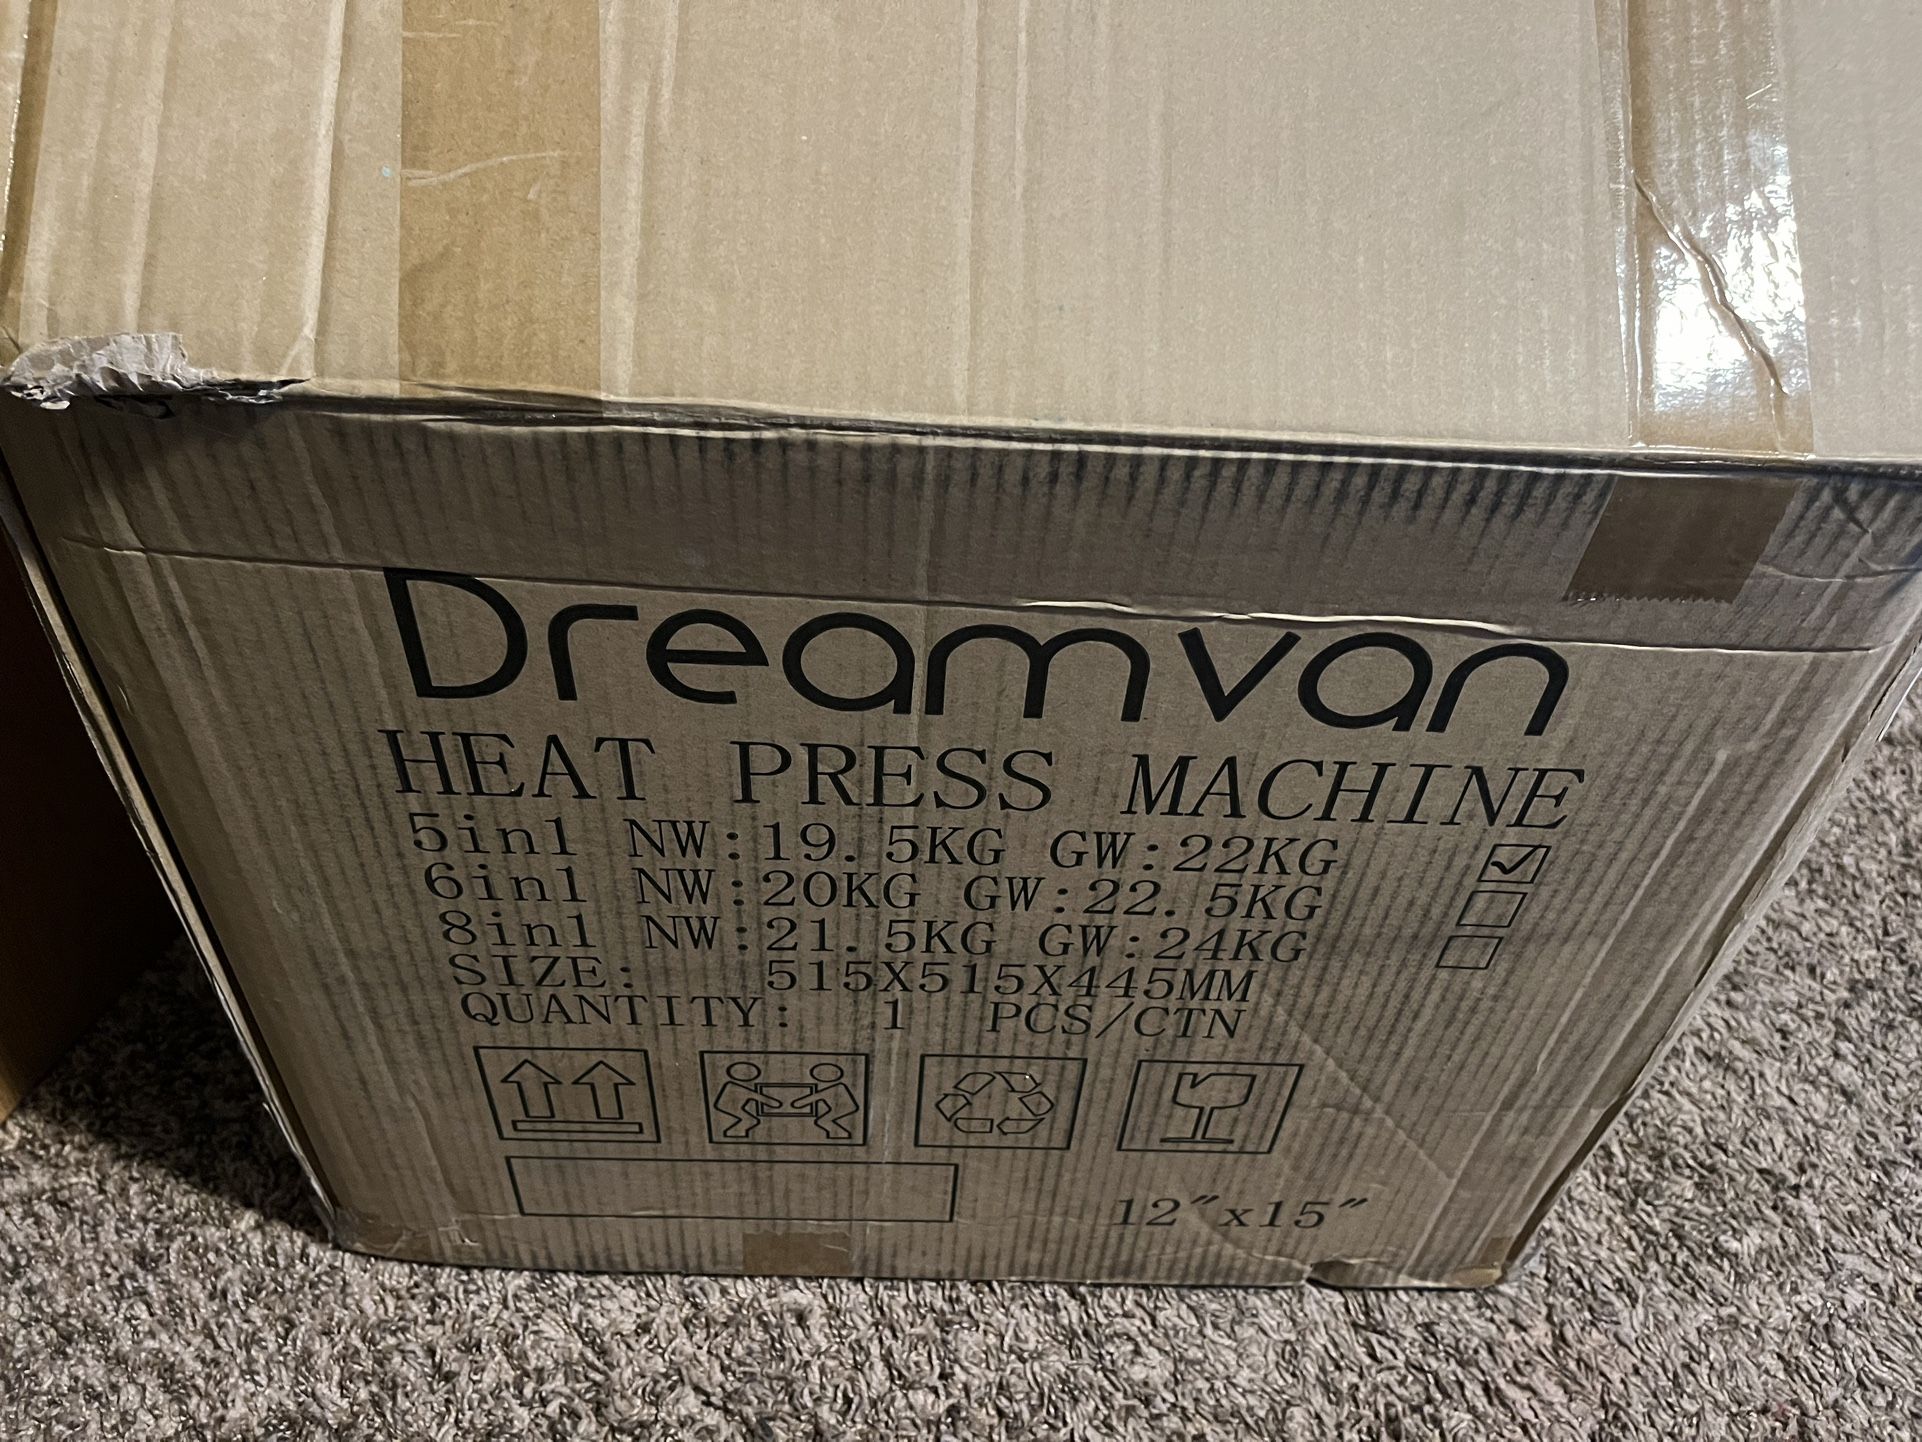 Dreamvan
HEAT PRESS MACHINE
5in1 NW:19.5KG GW:22KG
6in1 NW:20KG GW:22.5KG
8in1 NW:21.5KG GW:24KG
SIZE: 515X515X445MM
QUANTITY: 1 PCS/CTN
12"x15"